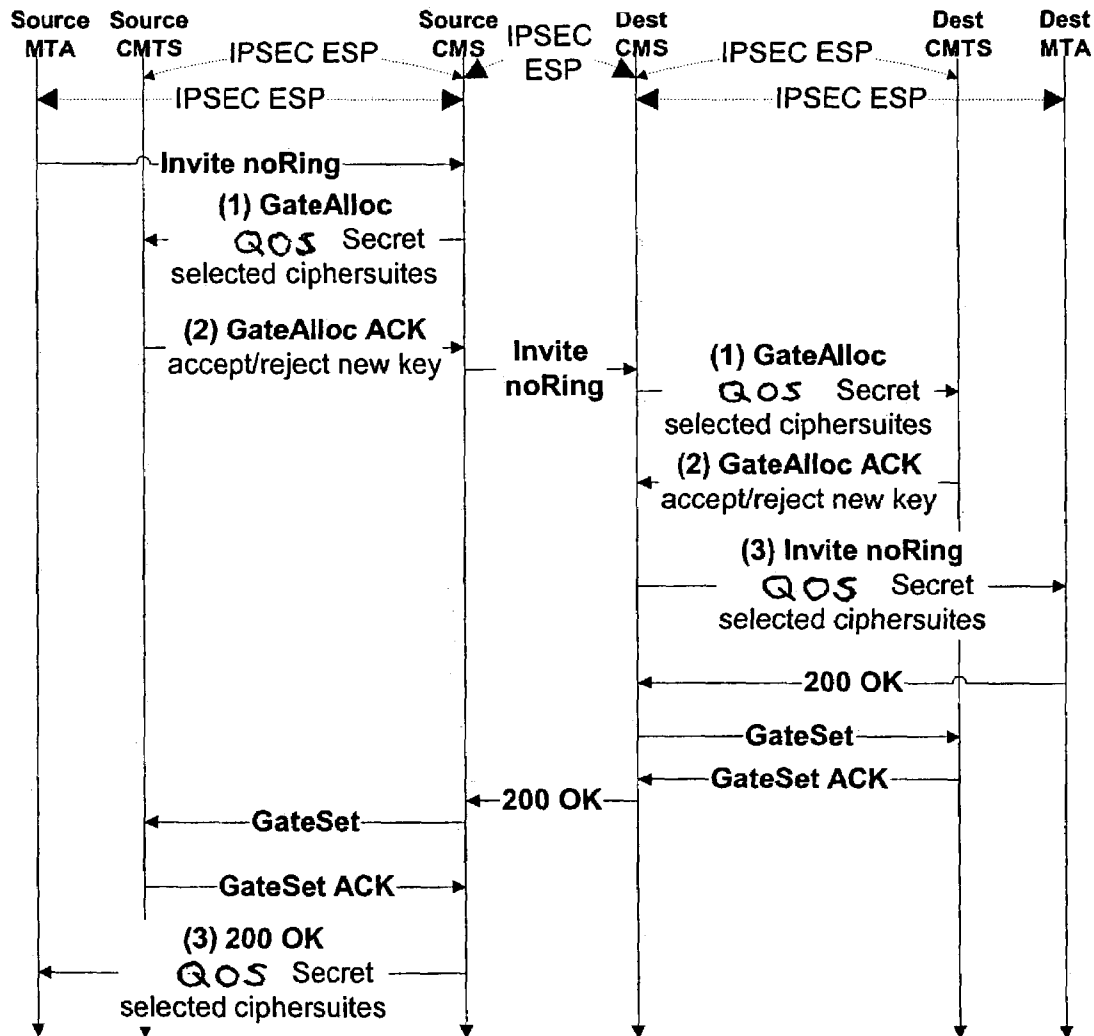 Source MTA
Source CMTS
Source CMS
Dest CMS
Dest CMTS
Dest MTA
IPSEC ESP
IPSEC ESP
IPSEC ESP
IPSEC ESP
IPSEC ESP
Invite noRing
(1) GateAlloc
QOS Secret
selected ciphersuites
(2) GateAlloc ACK
accept/reject new key
Invite
noRing
(1) GateAlloc
QOS Secret
selected ciphersuites
(2) GateAlloc ACK
accept/reject new key
(3) Invite noRing
QOS Secret
selected ciphersuites
200 OK
GateSet
GateSet ACK
200 OK
GateSet
GateSet ACK
(3) 200 OK
QOS Secret
selected ciphersuites